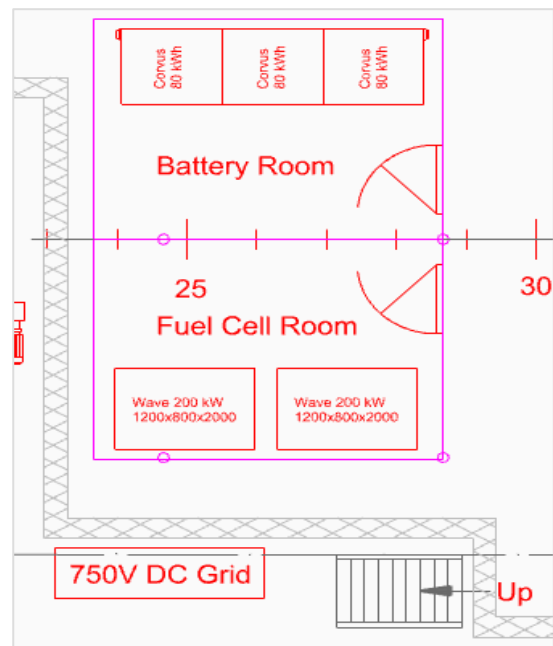 Corvus
80 kWh
Corvus
80 kWh
Corvus
80 kWh
Battery Room
25
30
Fuel Cell Room
Wave 200 kW
1200x800x2000
Wave 200 kW
1200x800x2000
750V DC Grid
Up